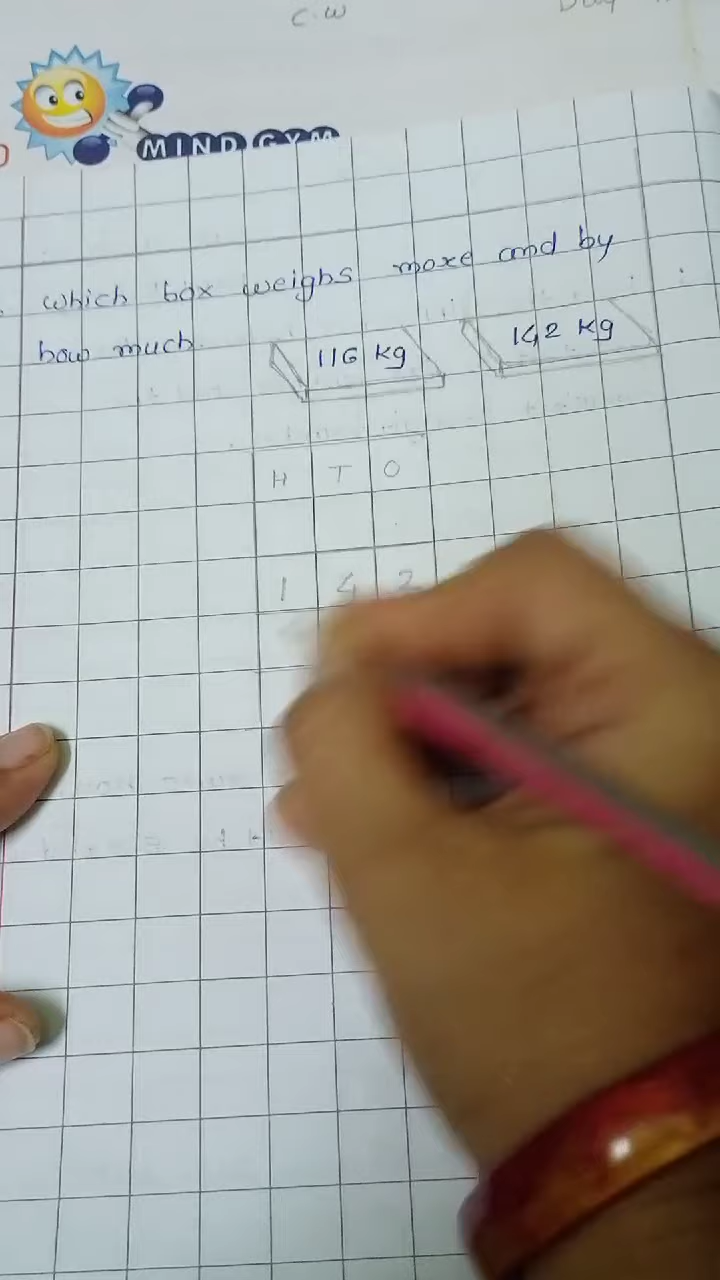 C.W
MIND GYM
which box weighs more and by
how much.
116 kg
142 kg
H T O
1 4 2